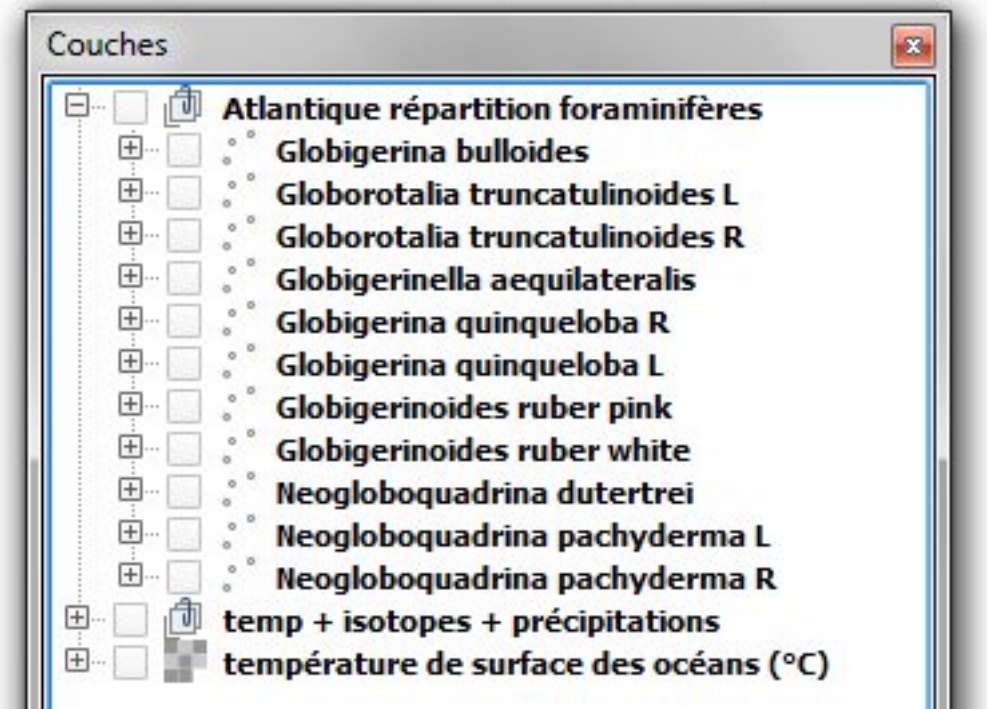 Couches
Atlantique répartition foraminifères
Globigerina bulloides
Globorotalia truncatulinoides L
Globorotalia truncatulinoides R
Globigerinella aequilateralis
Globigerina quinqueloba R
Globigerina quinqueloba L
Globigerinoides ruber pink
Globigerinoides ruber white
Neogloboquadrina dutertrei
Neogloboquadrina pachyderma L
Neogloboquadrina pachyderma R
temp + isotopes + précipitations
température de surface des océans (°C)